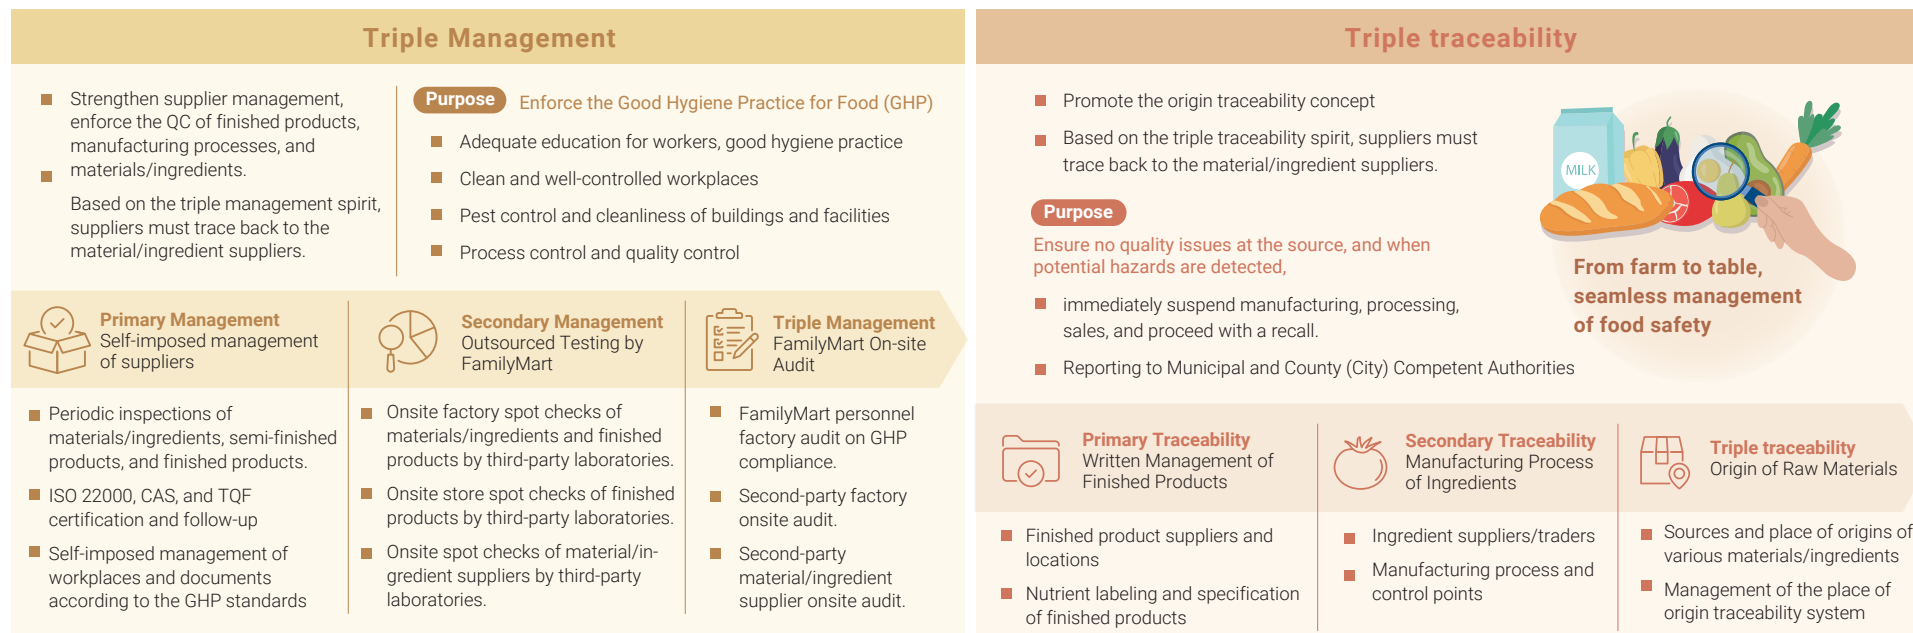 Triple Management
Strengthen supplier management,
enforce the QC of finished products,
manufacturing processes, and
materials/ingredients.
Based on the triple management spirit,
suppliers must trace back to the
material/ingredient suppliers.
Purpose
Enforce the Good Hygiene Practice for Food (GHP)
Adequate education for workers, good hygiene practice
Clean and well-controlled workplaces
Pest control and cleanliness of buildings and facilities
Process control and quality control
Primary Management
Self-imposed management
of suppliers
Periodic inspections of
materials/ingredients, semi-finished
products, and finished products.
ISO 22000, CAS, and TQF
certification and follow-up
Self-imposed management of
workplaces and documents
according to the GHP standards
Secondary Management
Outsourced Testing by
FamilyMart
Onsite factory spot checks of
materials/ingredients and finished
products by third-party laboratories.
Onsite store spot checks of finished
products by third-party laboratories.
Onsite spot checks of material/in-
gredient suppliers by third-party
laboratories.
Triple Management
FamilyMart On-site
Audit
FamilyMart personnel
factory audit on GHP
compliance.
Second-party factory
onsite audit.
Second-party
material/ingredient
supplier onsite audit.
Triple traceability
Promote the origin traceability concept
Based on the triple traceability spirit, suppliers must
trace back to the material/ingredient suppliers.
Purpose
Ensure no quality issues at the source, and when
potential hazards are detected,
immediately suspend manufacturing, processing,
sales, and proceed with a recall.
Reporting to Municipal and County (City) Competent Authorities
MILK
From farm to table,
seamless management
of food safety
Primary Traceability
Written Management of
Finished Products
Finished product suppliers and
locations
Nutrient labeling and specification
of finished products
Secondary Traceability
Manufacturing Process
of Ingredients
Ingredient suppliers/traders
Manufacturing process and
control points
Triple traceability
Origin of Raw Materials
Sources and place of origins of
various materials/ingredients
Management of the place of
origin traceability system